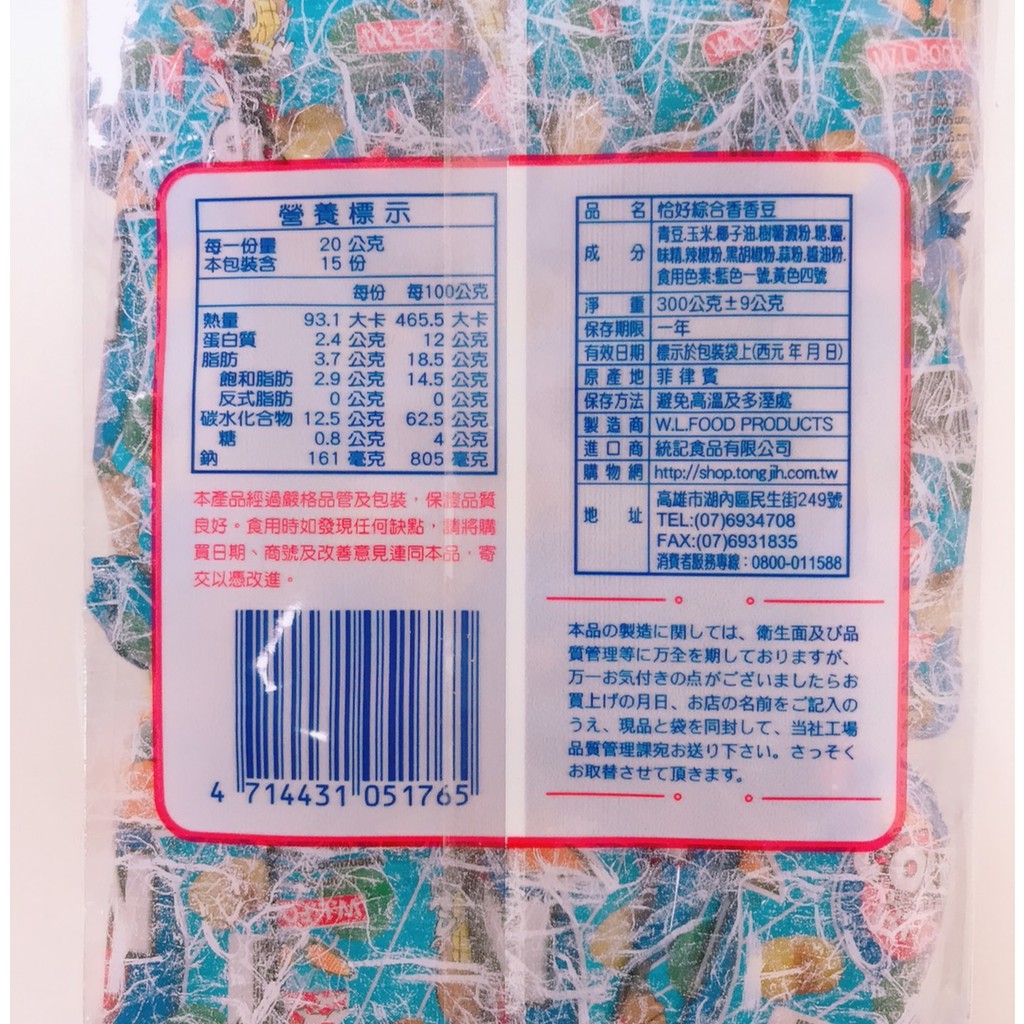 W.L.
營養標示
每一份量 20 公克
本包裝含 15 份
每份 每100公克
熱量 93.1 大卡 465.5 大卡
蛋白質 2.4 公克 12 公克
脂肪 3.7 公克 18.5 公克
飽和脂肪 2.9 公克 14.5 公克
反式脂肪 0 公克 0 公克
碳水化合物 12.5 公克 62.5 公克
糖 0.8 公克 4 公克
鈉 161 毫克 805 毫克
本產品經過嚴格品管及包裝，保證品質
良好。食用時如發現任何缺點，請將購
買日期、商號及改善意見連同本品，寄
交以憑改進。
4 714431 051765
品名 恰好綜合香香豆
成分 青豆.玉米.椰子油.樹薯澱粉.糖.鹽.
味精.辣椒粉.黑胡椒粉.蒜粉.醬油粉.
食用色素:藍色一號.黃色四號
淨重 300公克±9公克
保存期限 一年
有效日期 標示於包裝袋上(西元 年 月 日)
原產地 菲律賓
保存方法 避免高溫及多溼處
製造商 W.L.FOOD PRODUCTS
進口商 統記食品有限公司
購物網 http://shop.tongjih.com.tw
地址 高雄市湖內區民生街249號
TEL:(07)6934708
FAX:(07)6931835
消費者服務專線：0800-011588
本品の製造に関しては、衛生面及び品
質管理等に万全を期しておりますが、
万一お気付きの点がございましたらお
買上げの月日、お店の名前をご記入の
うえ、現品と袋を同封して、当社工場
品質管理課宛お送り下さい。さっそく
お取替させて頂きます。